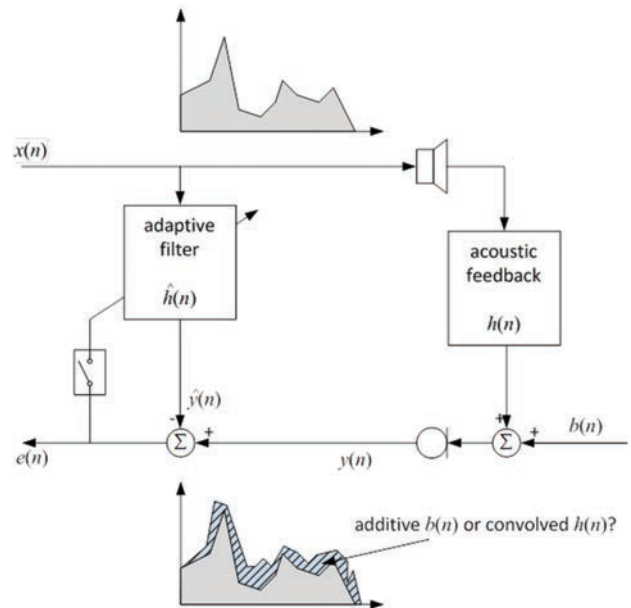 x(n)
adaptive
filter
ĥ(n)
acoustic
feedback
h(n)
ŷ(n)
-
+
+
+
Σ
Σ
e(n)
y(n)
b(n)
additive b(n) or convolved h(n)?